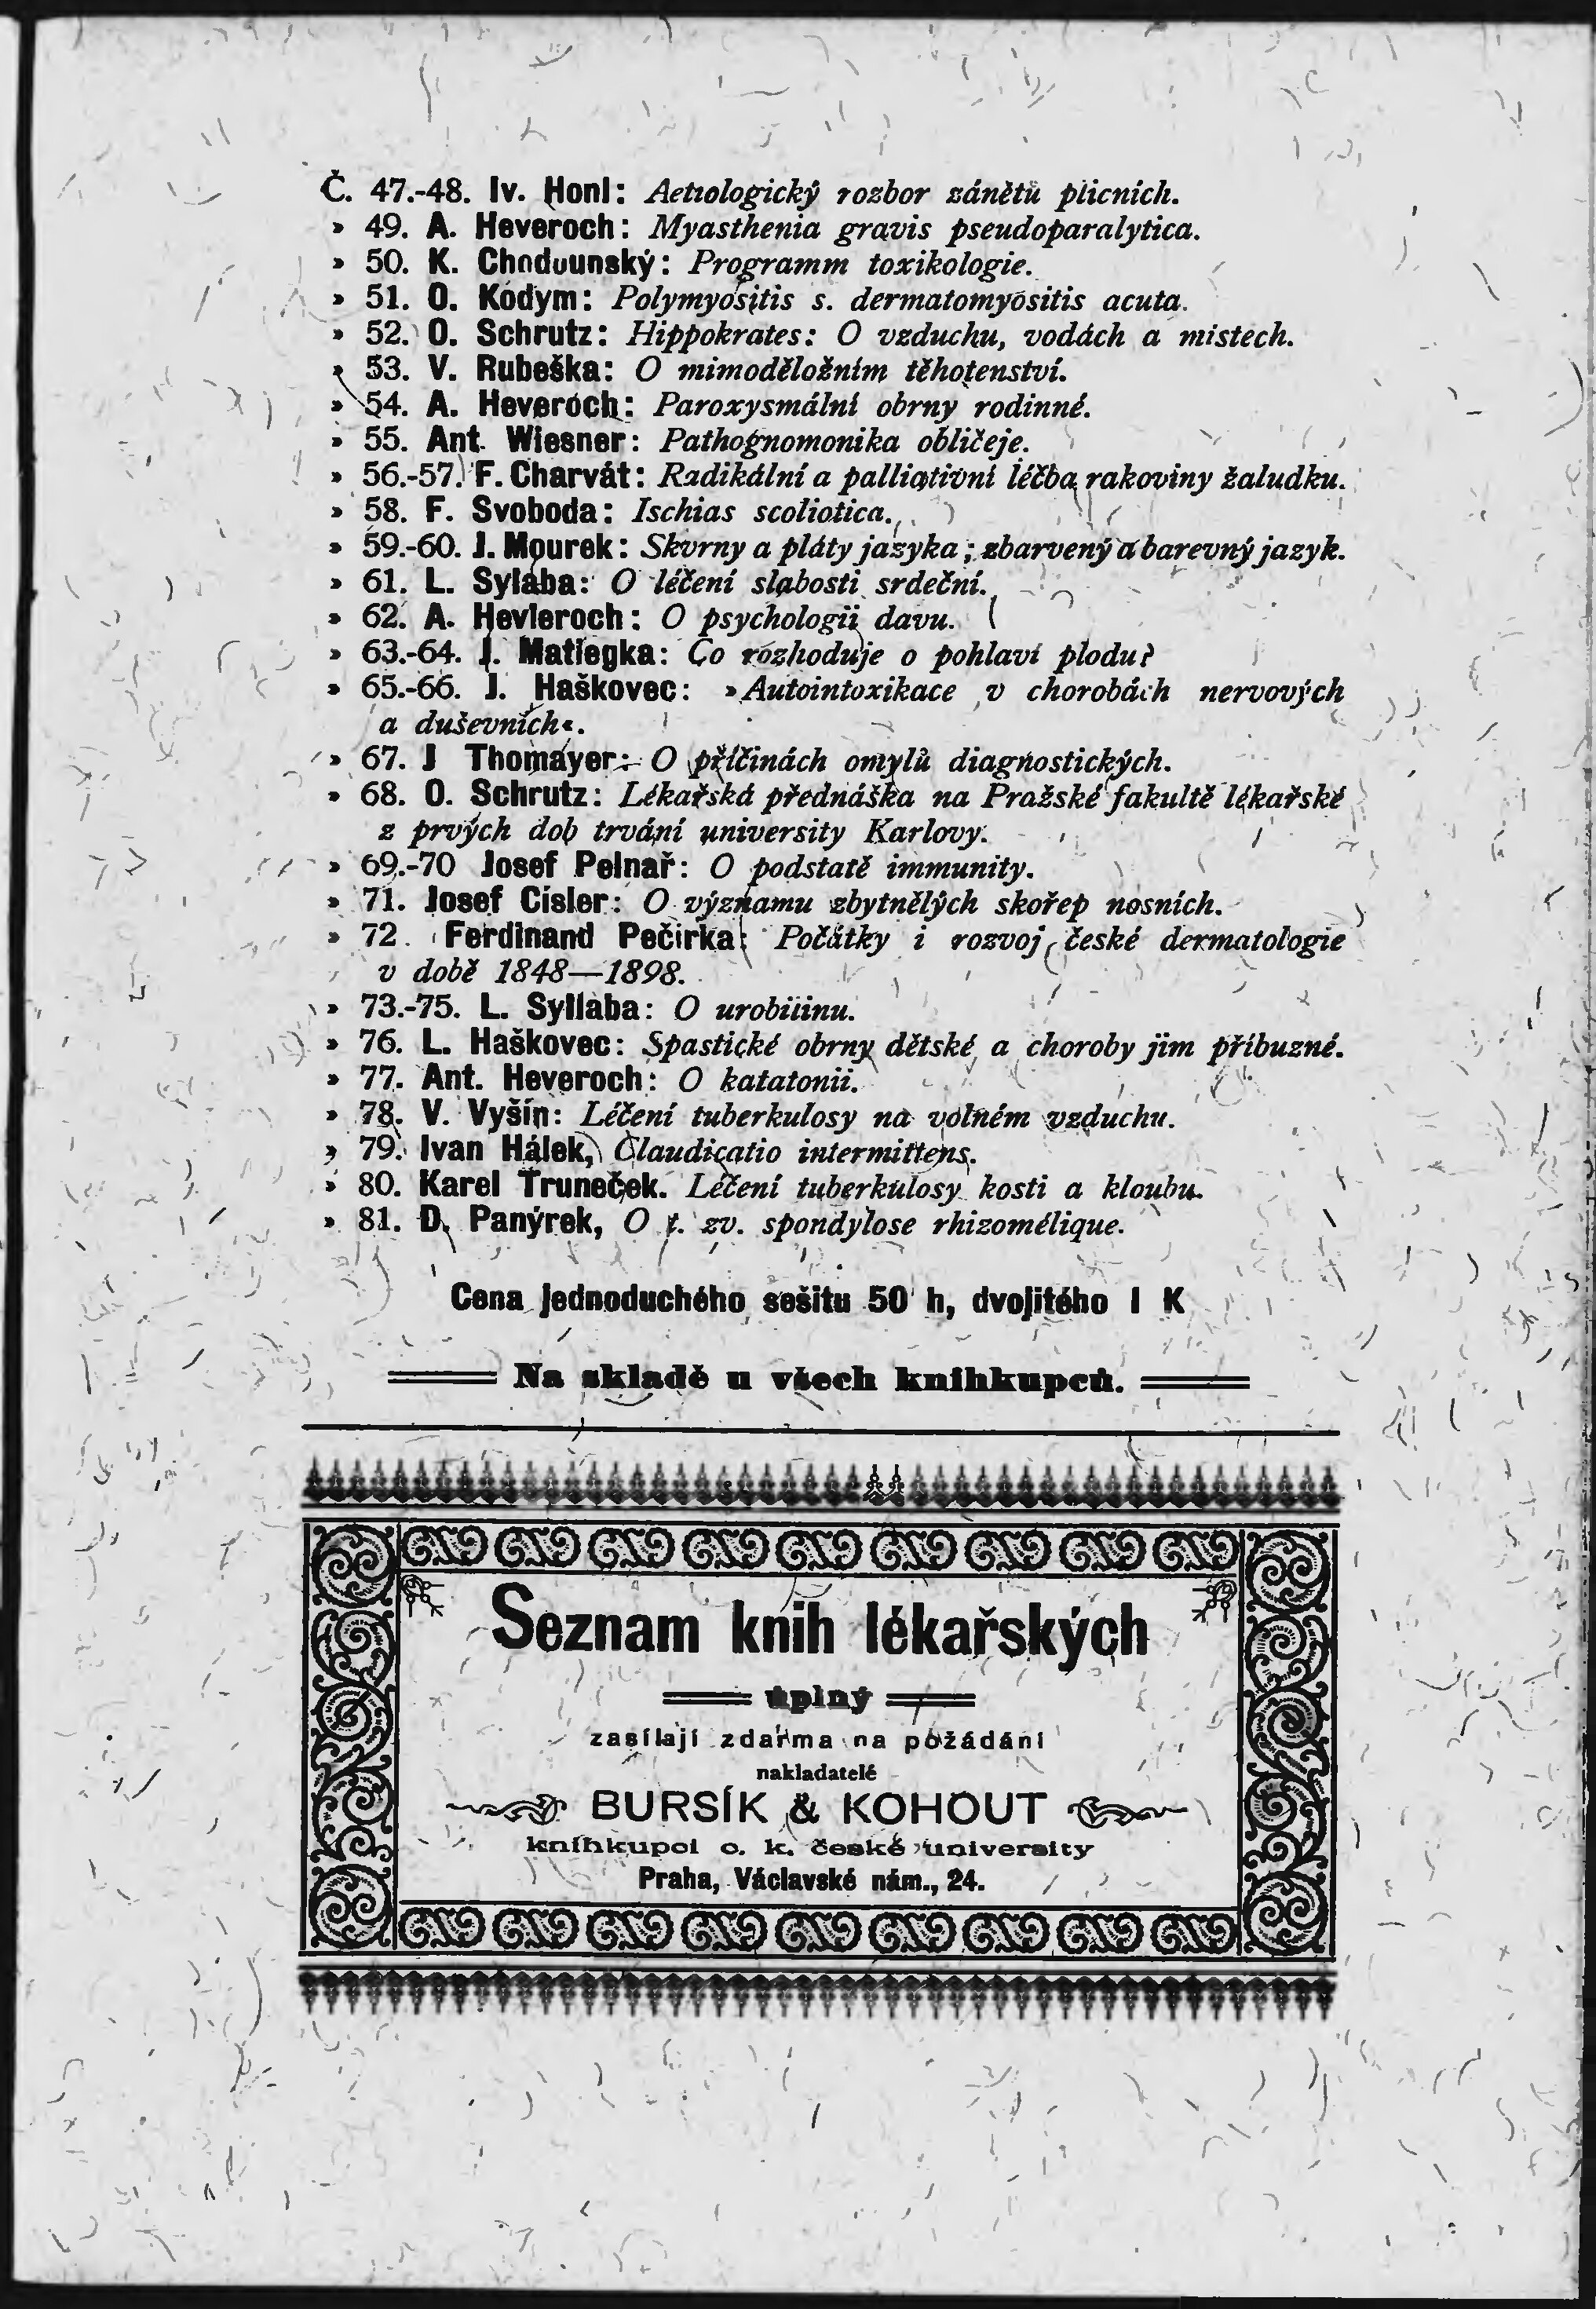 Č. 47.-48. Iv. Honl: Aetiologický rozbor zánětů plicních.
» 49. A. Heveroch: Myasthenia gravis pseudoparalytica.
» 50. K. Chodounský: Programm toxikologie.
» 51. O. Kodym: Polymyositis s. dermatomyositis acuta.
» 52. O. Schrutz: Hippokrates: O vzduchu, vodách a místech.
» 53. V. Rubeška: O mimoděložním těhotenství.
» 54. A. Heveroch: Paroxysmální obrny rodinné.
» 55. Ant. Wiesner: Pathognomonika obličeje.
» 56.-57. F. Charvát: Radikální a palliativní léčba rakoviny žaludku.
» 58. F. Svoboda: Ischias scoliotica.
» 59.-60. J. Mourek: Skvrny a pláty jazyka; zbarvený a barevný jazyk.
» 61. L. Sylaba: O léčení slabosti srdeční.
» 62. A. Hevleroch: O psychologii davu.
» 63.-64. J. Matiegka: Co rozhoduje o pohlaví plodu?
» 65.-66. J. Haškovec: »Autointoxikace v chorobách nervových
a duševních«.
» 67. J Thomayer: O příčinách omylů diagnostických.
» 68. O. Schrutz: Lékařská přednáška na Pražské fakultě lékařské
z prvých dob trvání university Karlovy.
» 69.-70 Josef Pelnař: O podstatě immunity.
» 71. Josef Císler: O významu zbytnělých skořep nosních.
» 72. Ferdinand Pečírka: Počátky i rozvoj české dermatologie
v době 1848—1898.
» 73.-75. L. Syllaba: O urobilinu.
» 76. L. Haškovec: Spastické obrny dětské a choroby jim příbuzné.
» 77. Ant. Heveroch: O katatonii.
» 78. V. Vyšín: Léčení tuberkulosy na volném vzduchu.
» 79. Ivan Hálek, Claudicatio intermittens.
» 80. Karel Truneček. Léčení tuberkulosy kosti a kloubu.
» 81. D. Panýrek, O t. zv. spondylose rhizomélique.
Cena jednoduchého sešitu 50 h, dvojitého 1 K
Na skladě u všech knihkupců.
Seznam knih lékařských
úplný
zasílají zdarma na požádání
nakladatelé
BURSÍK & KOHOUT
knihkupci c. k. české university
Praha, Václavské nám., 24.